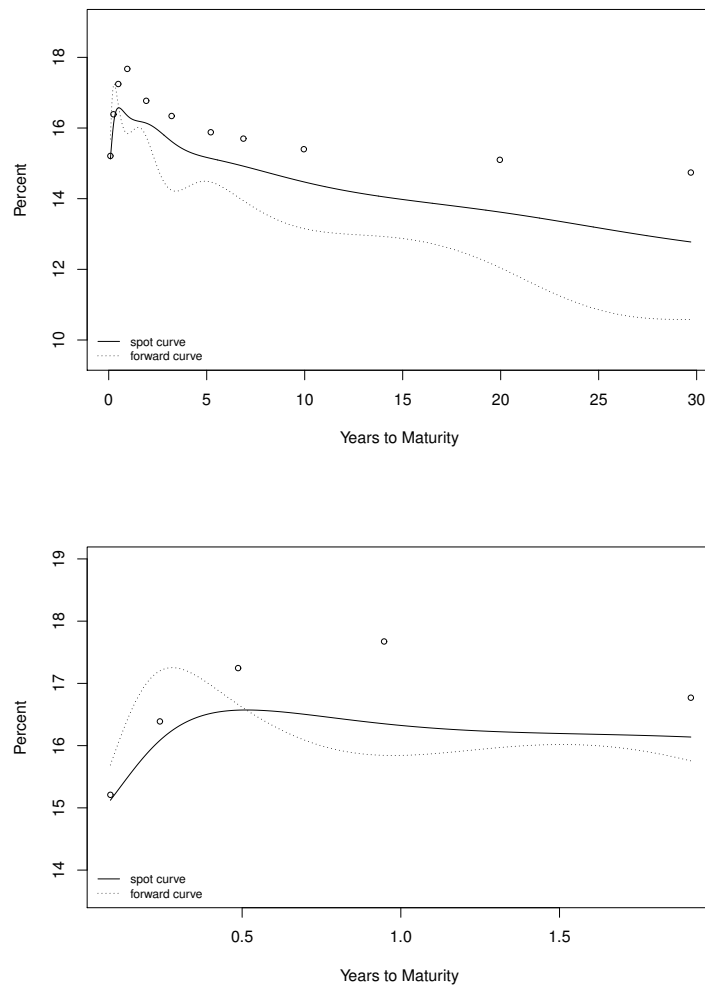 18
16
14
12
10
Percent
spot curve
forward curve
0 5 10 15 20 25 30
Years to Maturity
19
18
17
16
15
14
Percent
spot curve
forward curve
0.5 1.0 1.5
Years to Maturity